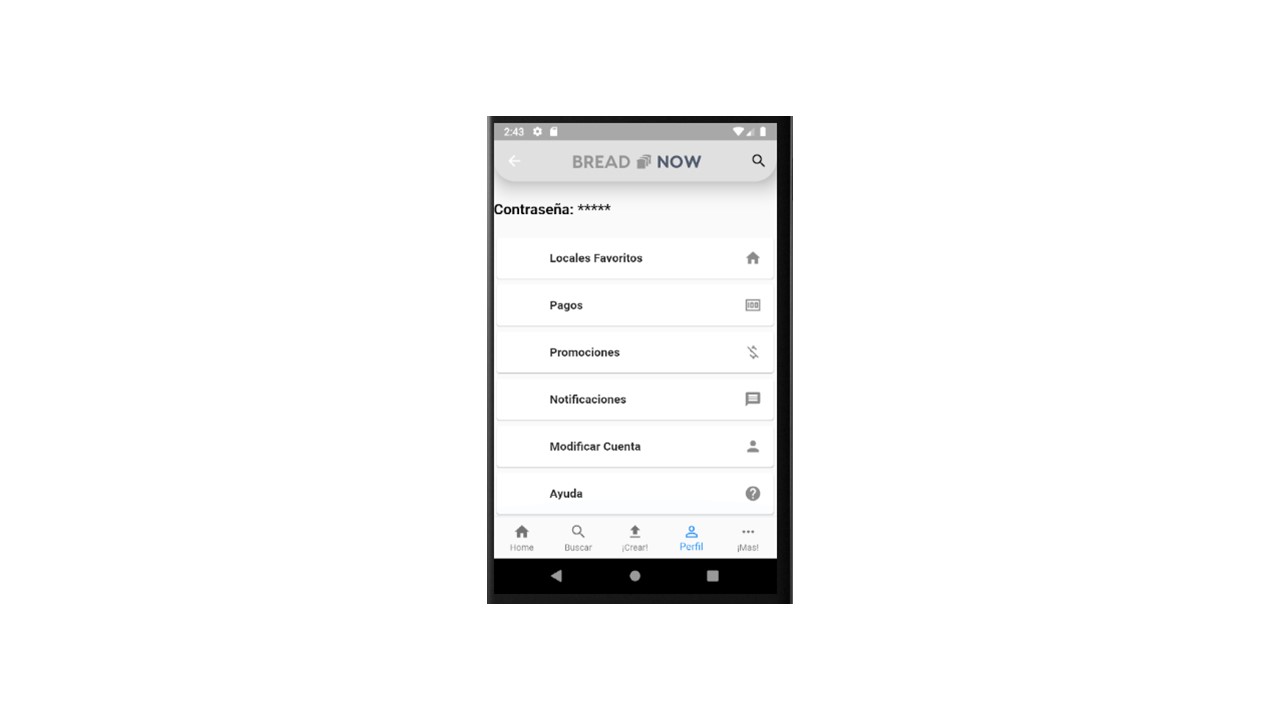 2:43
BREAD NOW
Contraseña: *****
Locales Favoritos
Pagos
Promociones
Notificaciones
Modificar Cuenta
Ayuda
Home Buscar ¡Crear! Perfil ¡Mas!